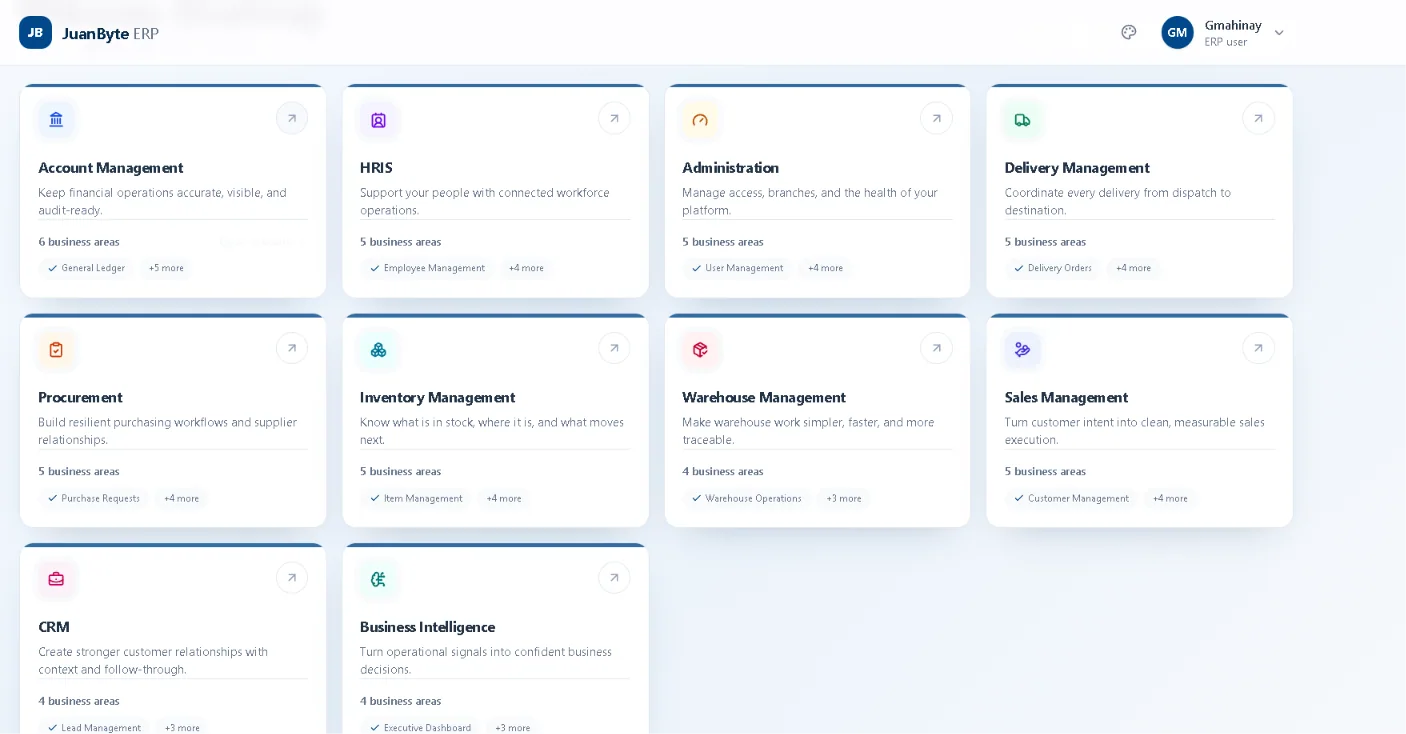 JB JuanByte ERP
GM Gmahinay
ERP user
Account Management
Keep financial operations accurate, visible, and
audit-ready.
6 business areas
General Ledger +5 more
HRIS
Support your people with connected workforce
operations.
5 business areas
Employee Management +4 more
Administration
Manage access, branches, and the health of your
platform.
5 business areas
User Management +4 more
Delivery Management
Coordinate every delivery from dispatch to
destination.
5 business areas
Delivery Orders +4 more
Procurement
Build resilient purchasing workflows and supplier
relationships.
5 business areas
Purchase Requests +4 more
Inventory Management
Know what is in stock, where it is, and what moves
next.
5 business areas
Item Management +4 more
Warehouse Management
Make warehouse work simpler, faster, and more
traceable.
4 business areas
Warehouse Operations +3 more
Sales Management
Turn customer intent into clean, measurable sales
execution.
5 business areas
Customer Management +4 more
CRM
Create stronger customer relationships with
context and follow-through.
4 business areas
Lead Management +3 more
Business Intelligence
Turn operational signals into confident business
decisions.
4 business areas
Executive Dashboard +3 more